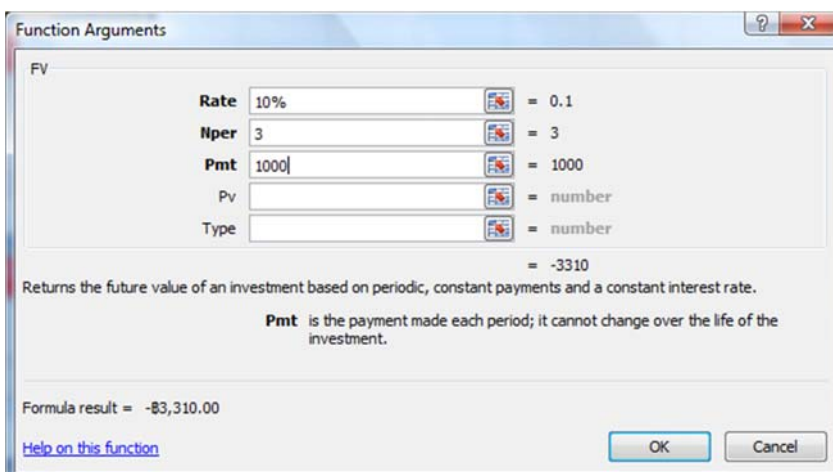 Function Arguments
FV
Rate 10% = 0.1
Nper 3 = 3
Pmt 1000 = 1000
Pv = number
Type = number
= -3310
Returns the future value of an investment based on periodic, constant payments and a constant interest rate.
Pmt is the payment made each period; it cannot change over the life of the
investment.
Formula result = -฿3,310.00
Help on this function OK Cancel